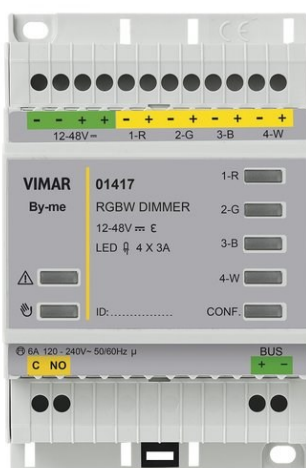 CE
- - + + - + - + - + - +
12-48V⎓ 1-R 2-G 3-B 4-W
VIMAR
By-me
01417
RGBW DIMMER
12-48V ⎓ £
LED 4 X 3A
ID:................
1-R
2-G
3-B
4-W
CONF.
6A 120 - 240V~ 50/60Hz µ
C NO
BUS
+ -